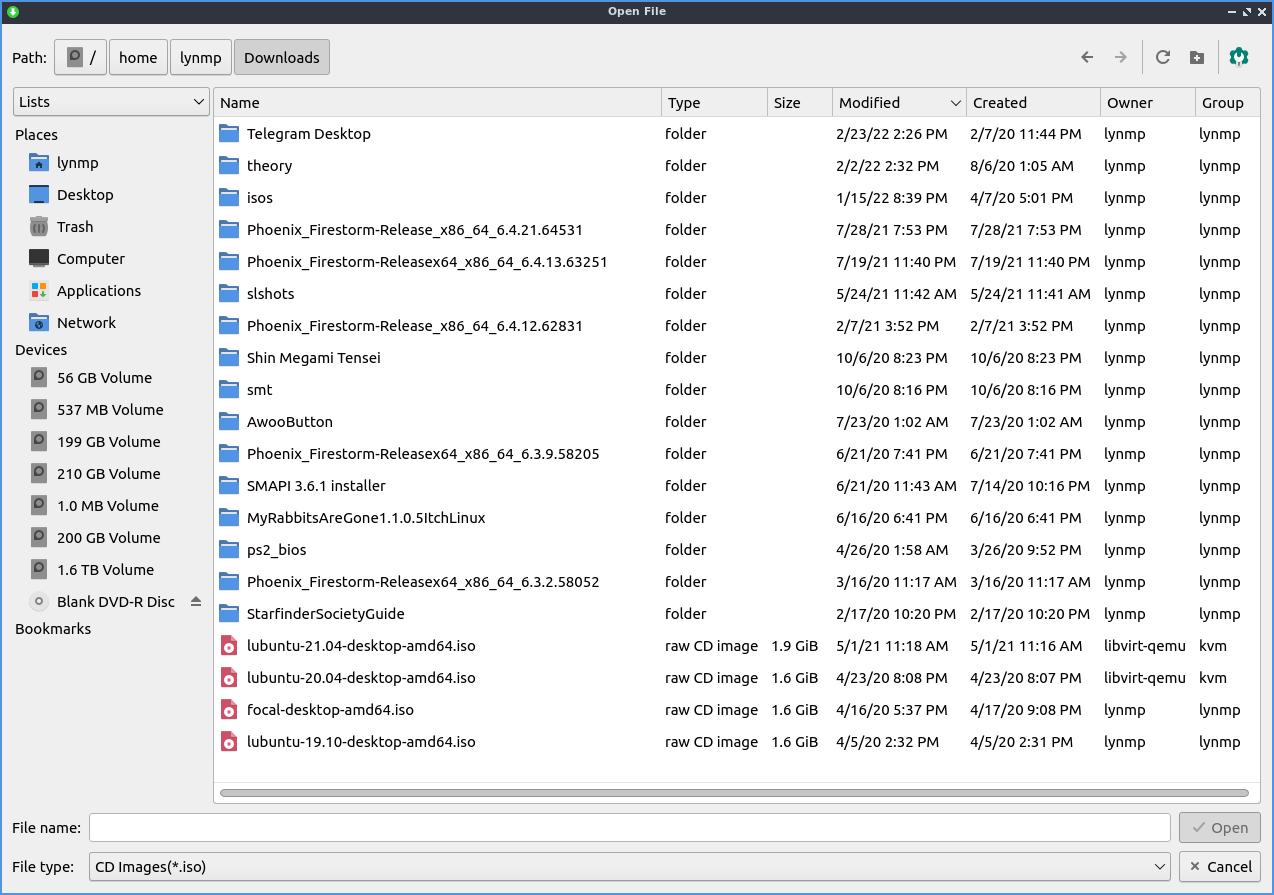 Open File
Path: / home lynmp Downloads
Lists
Places
lynmp
Desktop
Trash
Computer
Applications
Network
Devices
56 GB Volume
537 MB Volume
199 GB Volume
210 GB Volume
1.0 MB Volume
200 GB Volume
1.6 TB Volume
Blank DVD-R Disc
Bookmarks
Name Type Size Modified Created Owner Group
Telegram Desktop folder 2/23/22 2:26 PM 2/7/20 11:44 PM lynmp lynmp
theory folder 2/2/22 2:32 PM 8/6/20 1:05 AM lynmp lynmp
isos folder 1/15/22 8:39 PM 4/7/20 5:01 PM lynmp lynmp
Phoenix_Firestorm-Release_x86_64_6.4.21.64531 folder 7/28/21 7:53 PM 7/28/21 7:53 PM lynmp lynmp
Phoenix_Firestorm-Releasex64_x86_64_6.4.13.63251 folder 7/19/21 11:40 PM 7/19/21 11:40 PM lynmp lynmp
slshots folder 5/24/21 11:42 AM 5/24/21 11:41 AM lynmp lynmp
Phoenix_Firestorm-Release_x86_64_6.4.12.62831 folder 2/7/21 3:52 PM 2/7/21 3:52 PM lynmp lynmp
Shin Megami Tensei folder 10/6/20 8:23 PM 10/6/20 8:23 PM lynmp lynmp
smt folder 10/6/20 8:16 PM 10/6/20 8:16 PM lynmp lynmp
AwooButton folder 7/23/20 1:02 AM 7/23/20 1:02 AM lynmp lynmp
Phoenix_Firestorm-Releasex64_x86_64_6.3.9.58205 folder 6/21/20 7:41 PM 6/21/20 7:41 PM lynmp lynmp
SMAPI 3.6.1 installer folder 6/21/20 11:43 AM 7/14/20 10:16 PM lynmp lynmp
MyRabbitsAreGone1.1.0.5ItchLinux folder 6/16/20 6:41 PM 6/16/20 6:41 PM lynmp lynmp
ps2_bios folder 4/26/20 1:58 AM 3/26/20 9:52 PM lynmp lynmp
Phoenix_Firestorm-Releasex64_x86_64_6.3.2.58052 folder 3/16/20 11:17 AM 3/16/20 11:17 AM lynmp lynmp
StarfinderSocietyGuide folder 2/17/20 10:20 PM 2/17/20 10:20 PM lynmp lynmp
lubuntu-21.04-desktop-amd64.iso raw CD image 1.9 GiB 5/1/21 11:18 AM 5/1/21 11:16 AM libvirt-qemu kvm
lubuntu-20.04-desktop-amd64.iso raw CD image 1.6 GiB 4/23/20 8:08 PM 4/23/20 8:07 PM libvirt-qemu kvm
focal-desktop-amd64.iso raw CD image 1.6 GiB 4/16/20 5:37 PM 4/17/20 9:08 PM lynmp lynmp
lubuntu-19.10-desktop-amd64.iso raw CD image 1.6 GiB 4/5/20 2:32 PM 4/5/20 2:31 PM lynmp lynmp
File name: Open
File type: CD Images(*.iso) Cancel